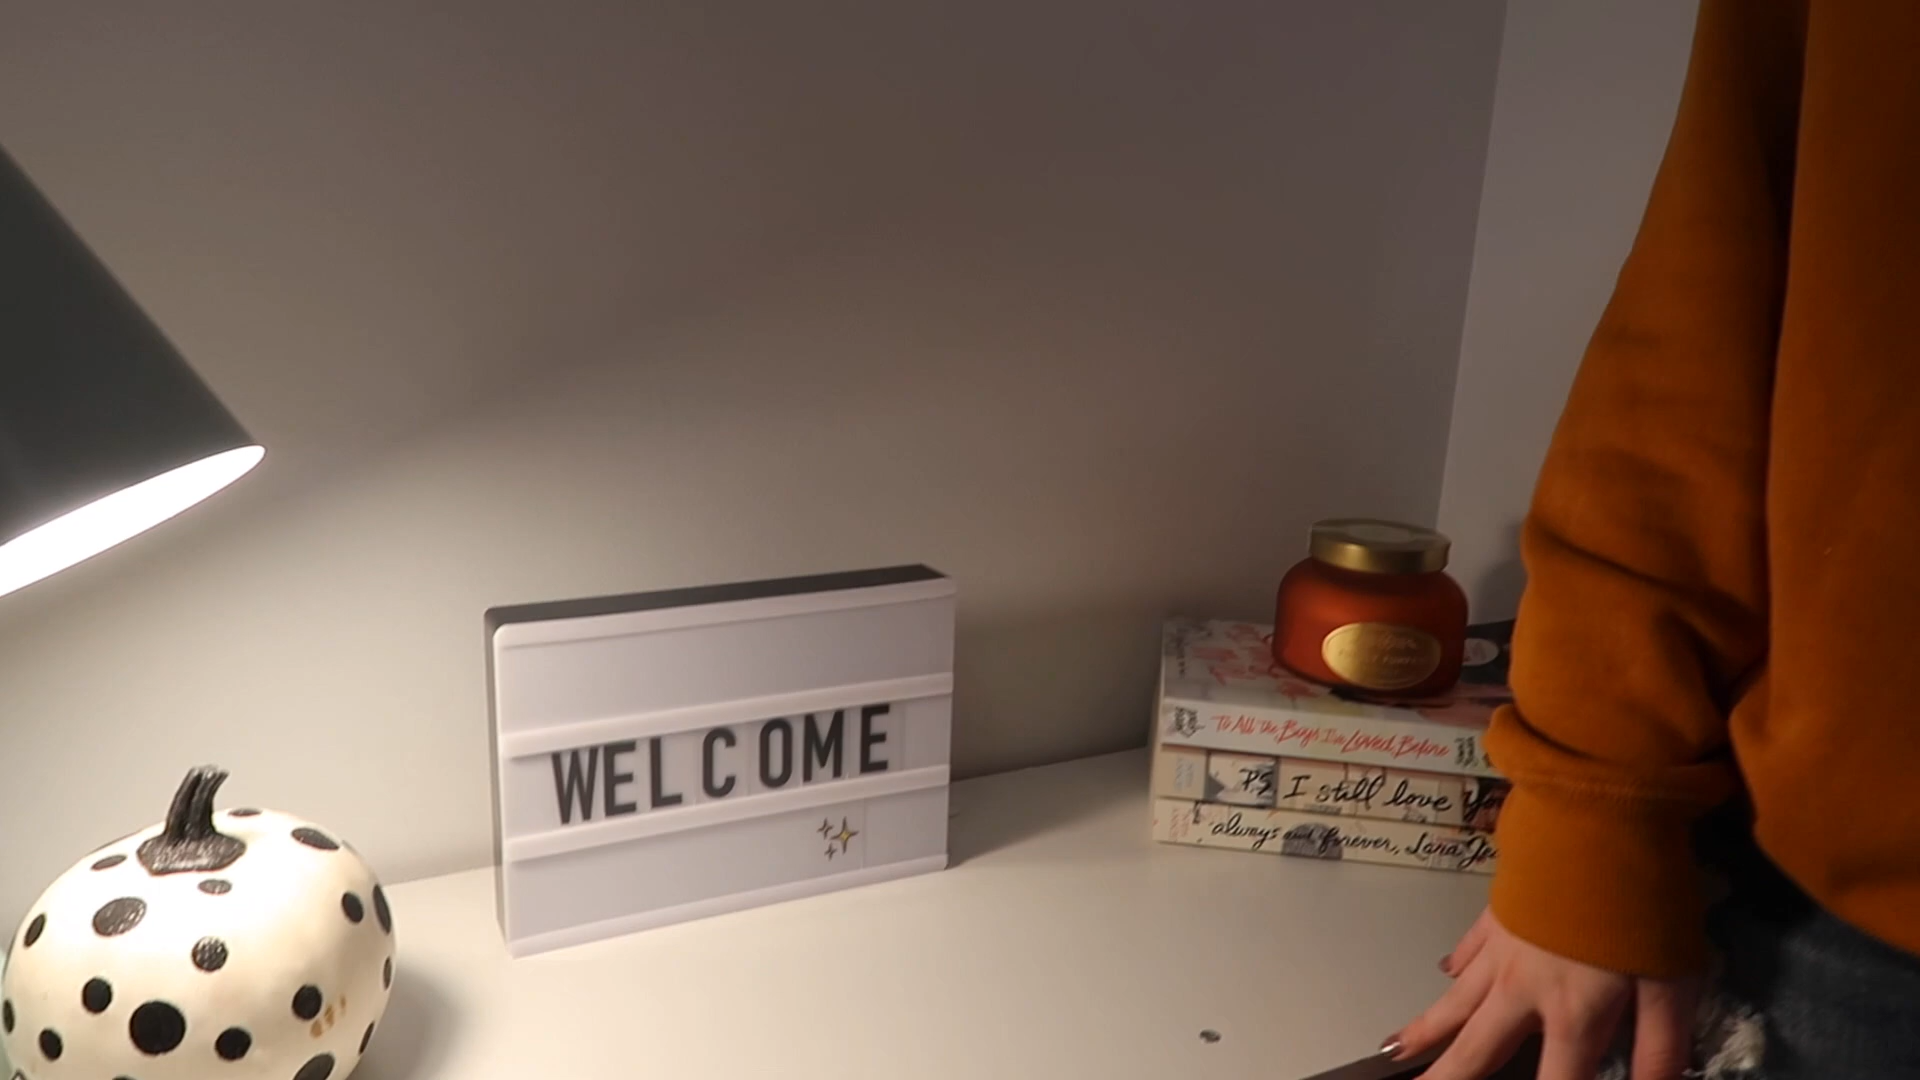 WELCOME
To All the Boys I've Loved Before
P.S. I still love you
always and forever, Lara Jean